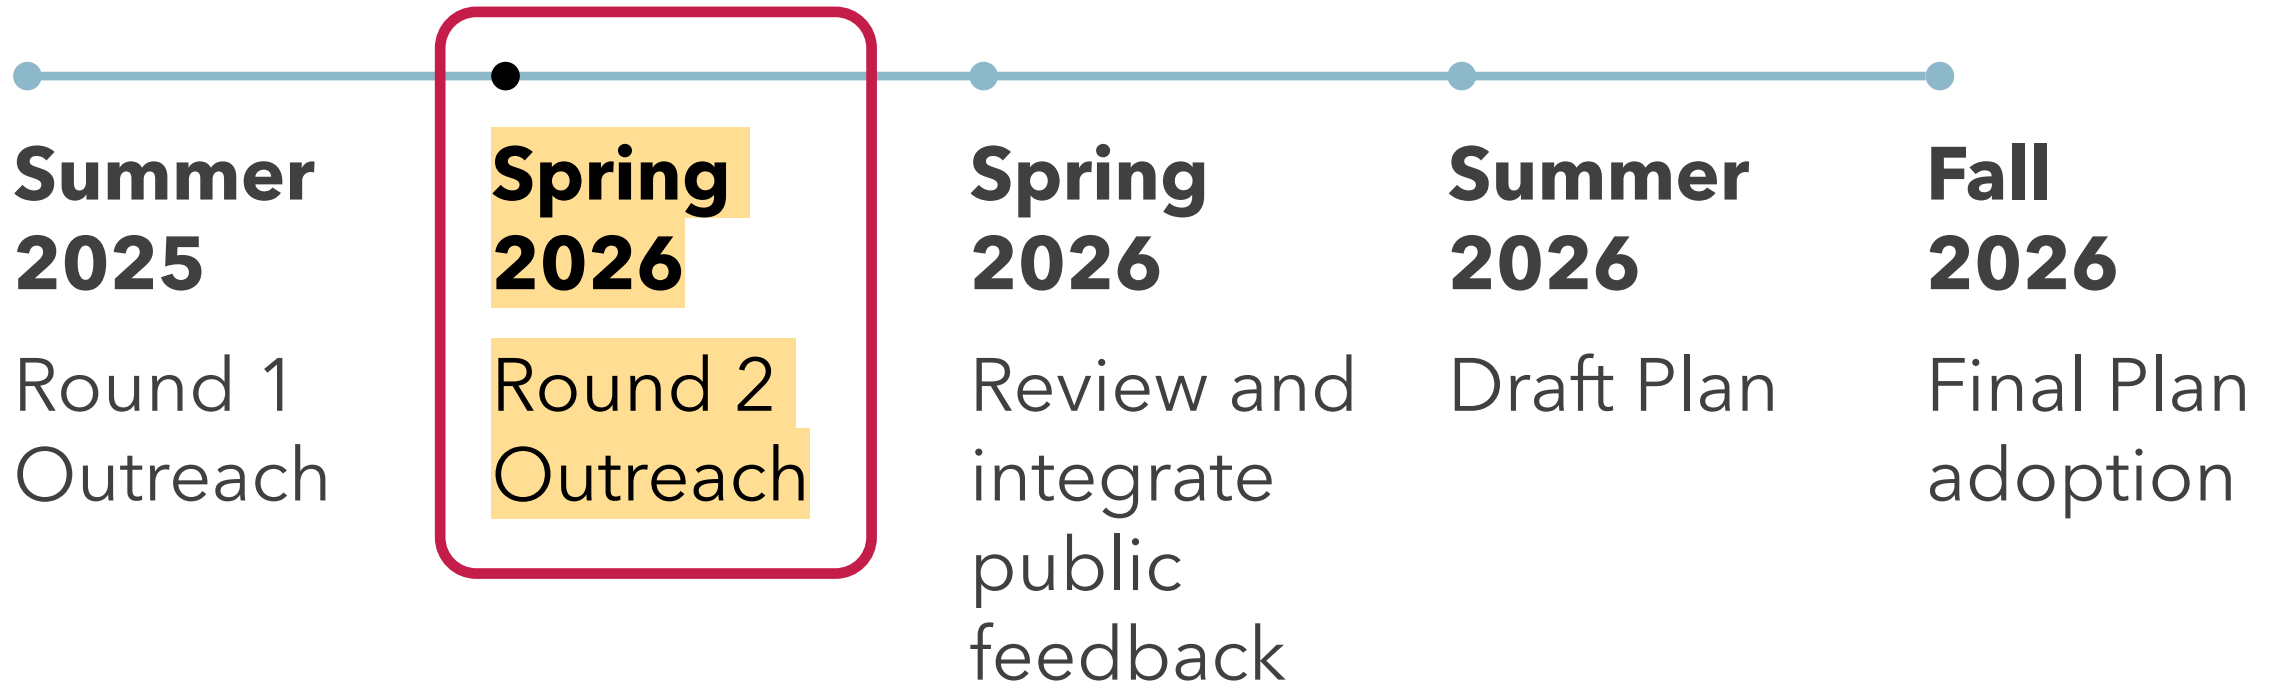 Summer
2025
Round 1
Outreach
Spring
2026
Round 2
Outreach
Spring
2026
Review and
integrate
public
feedback
Summer
2026
Draft Plan
Fall
2026
Final Plan
adoption